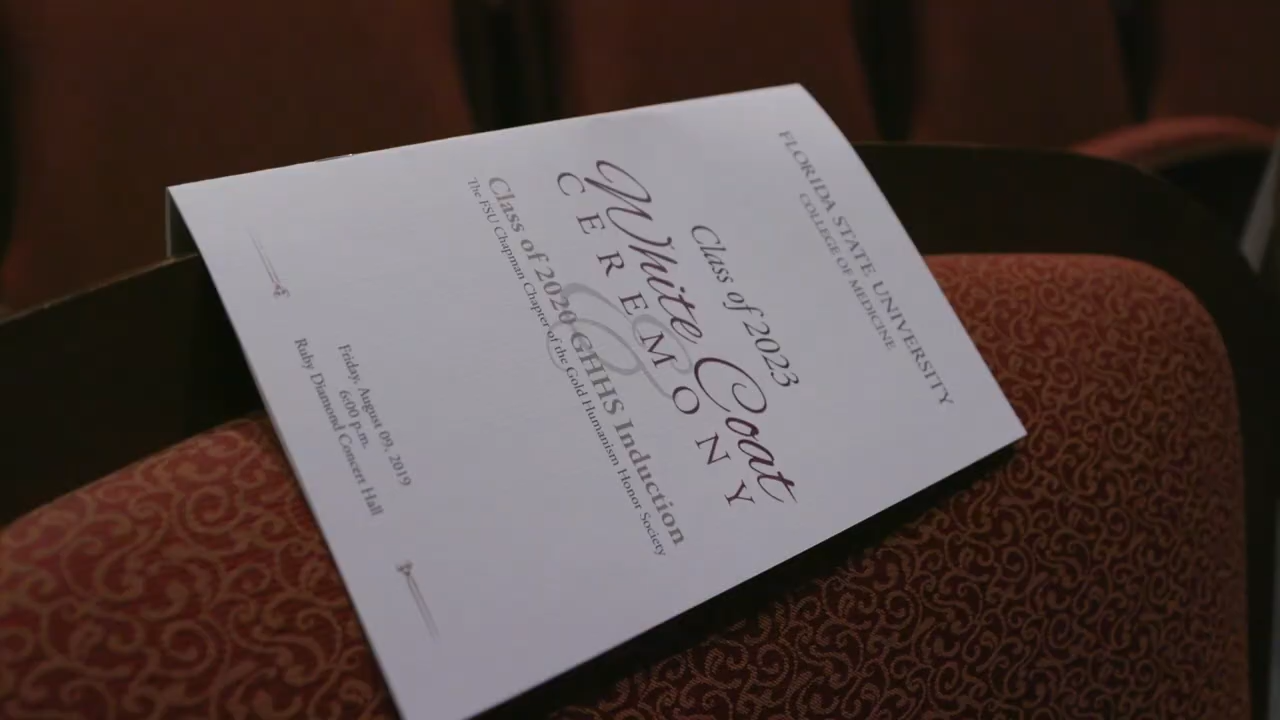 FLORIDA STATE UNIVERSITY
COLLEGE OF MEDICINE
Class of 2023
White Coat
CEREMONY
&
Class of 2020 GHHS Induction
The FSU Chapman Chapter of the Gold Humanism Honor Society
Friday, August 09, 2019
6:00 p.m.
Ruby Diamond Concert Hall